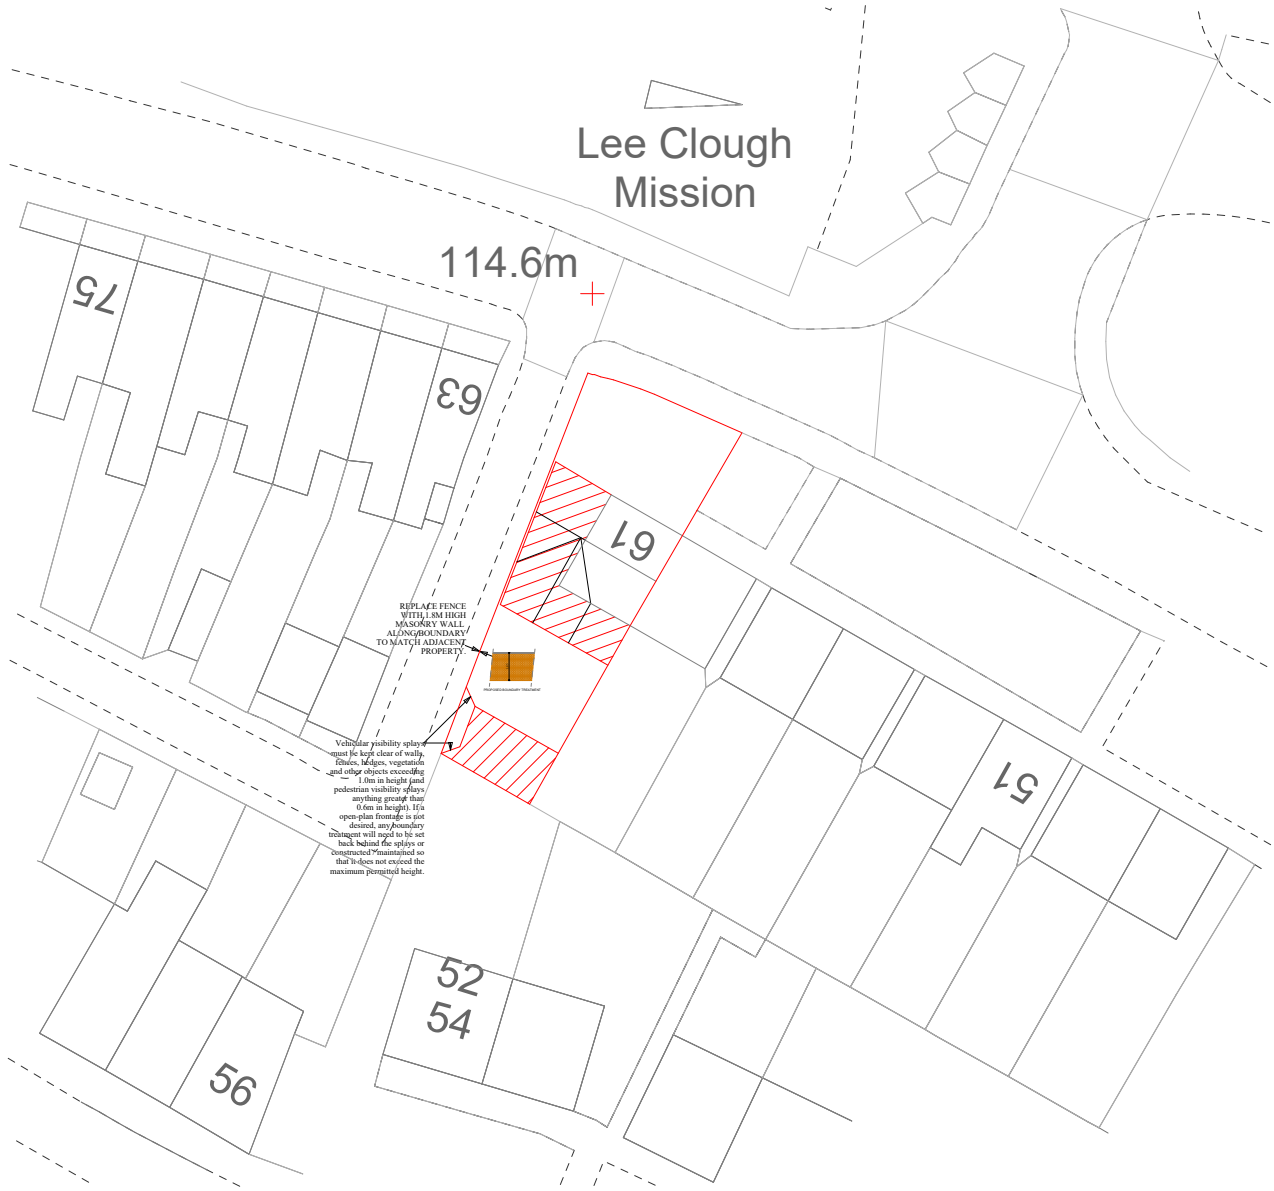 Lee Clough
Mission
114.6m
75
63
61
REPLACE FENCE
WITH 1.8M HIGH
MASONRY WALL
ALONG BOUNDARY
TO MATCH ADJACENT
PROPERTY.
PROPOSED BOUNDARY TREATMENT
Vehicular visibility splays
must be kept clear of walls,
fences, hedges, vegetation
and other objects exceeding
1.0m in height (and
pedestrian visibility splays
anything greater than
0.6m in height). If a
open-plan frontage is not
desired, any boundary
treatment will need to be set
back behind the splays or
constructed / maintained so
that it does not exceed the
maximum permitted height.
51
52
54
56